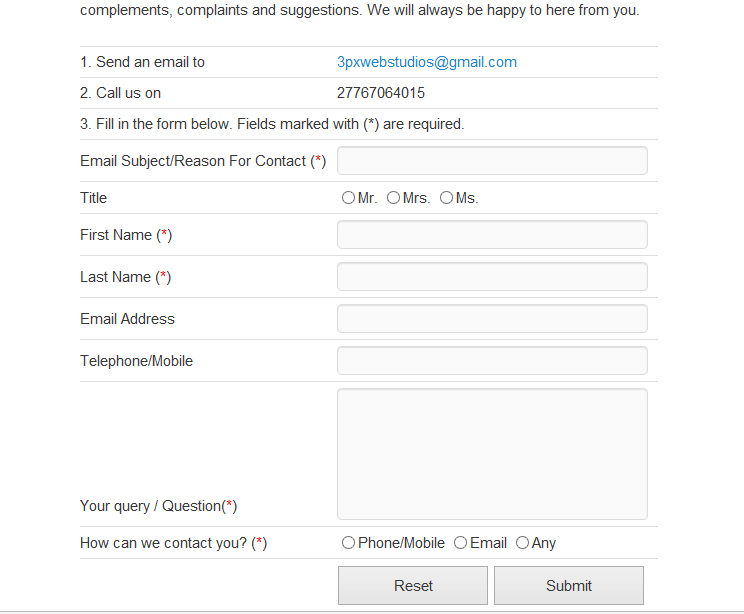 complements, complaints and suggestions. We will always be happy to here from you.
1. Send an email to 3pxwebstudios@gmail.com
2. Call us on 27767064015
3. Fill in the form below. Fields marked with (*) are required.
Email Subject/Reason For Contact (*)
Title Mr. Mrs. Ms.
First Name (*)
Last Name (*)
Email Address
Telephone/Mobile
Your query / Question(*)
How can we contact you? (*) Phone/Mobile Email Any
Reset Submit